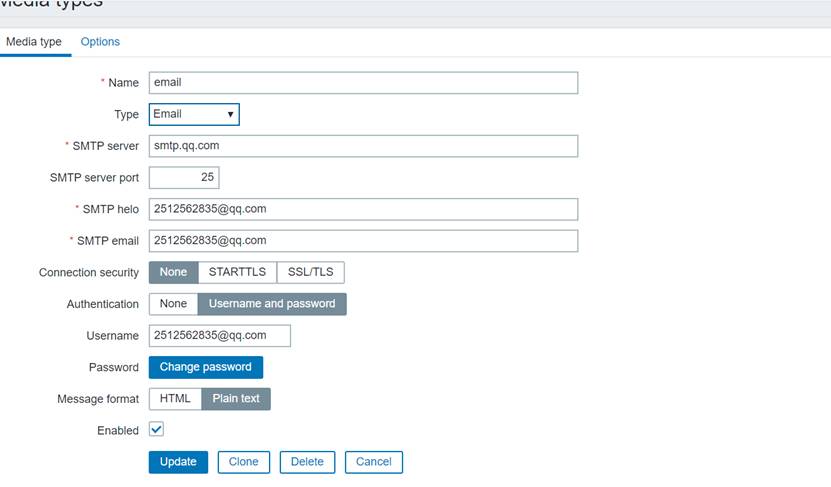 Media types
Media type Options
* Name email
Type Email
* SMTP server smtp.qq.com
SMTP server port 25
* SMTP helo 2512562835@qq.com
* SMTP email 2512562835@qq.com
Connection security None STARTTLS SSL/TLS
Authentication None Username and password
Username 2512562835@qq.com
Password Change password
Message format HTML Plain text
Enabled
Update Clone Delete Cancel